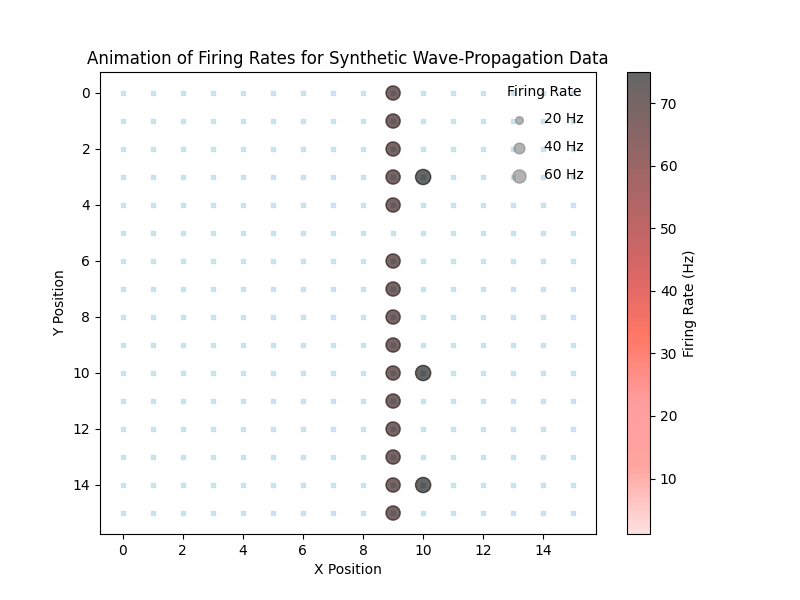 Animation of Firing Rates for Synthetic Wave-Propagation Data
Firing Rate
20 Hz
40 Hz
60 Hz
0
2
4
6
8
10
12
14
Y Position
0 2 4 6 8 10 12 14
X Position
70
60
50
40
30
20
10
Firing Rate (Hz)